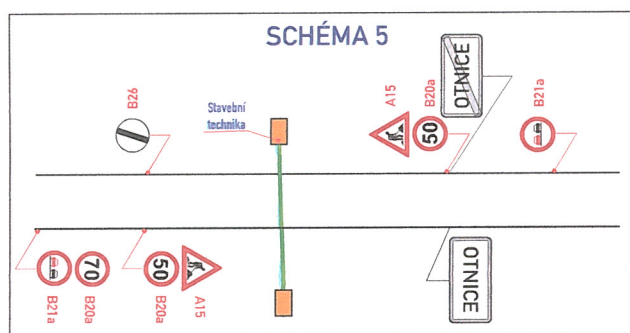 SCHÉMA 5
B26
Stavební
technika
A15
B20a
50
OTNICE
B21a
B21a
70
B20a
50
B20a
A15
OTNICE